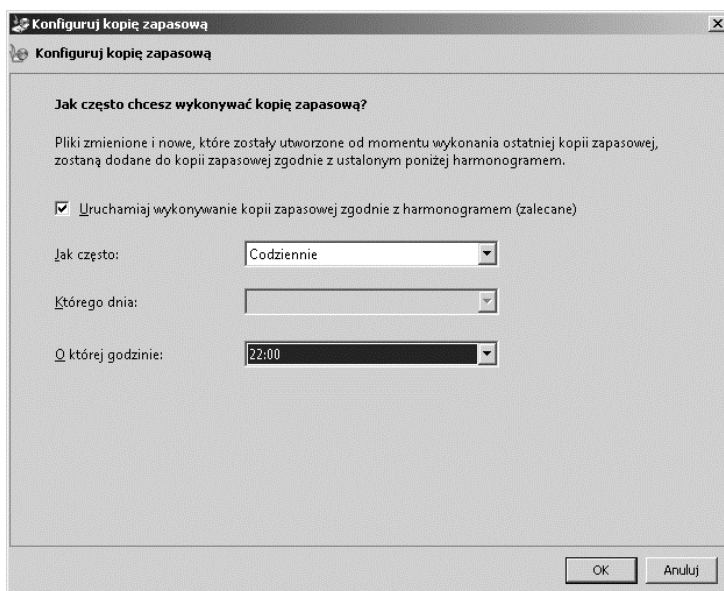 Konfiguruj kopię zapasową
Konfiguruj kopię zapasową
Jak często chcesz wykonywać kopię zapasową?
Pliki zmienione i nowe, które zostały utworzone od momentu wykonania ostatniej kopii zapasowej,
zostaną dodane do kopii zapasowej zgodnie z ustalonym poniżej harmonogramem.
Uruchamiaj wykonywanie kopii zapasowej zgodnie z harmonogramem (zalecane)
Jak często: Codziennie
Którego dnia:
O której godzinie: 22:00
OK Anuluj